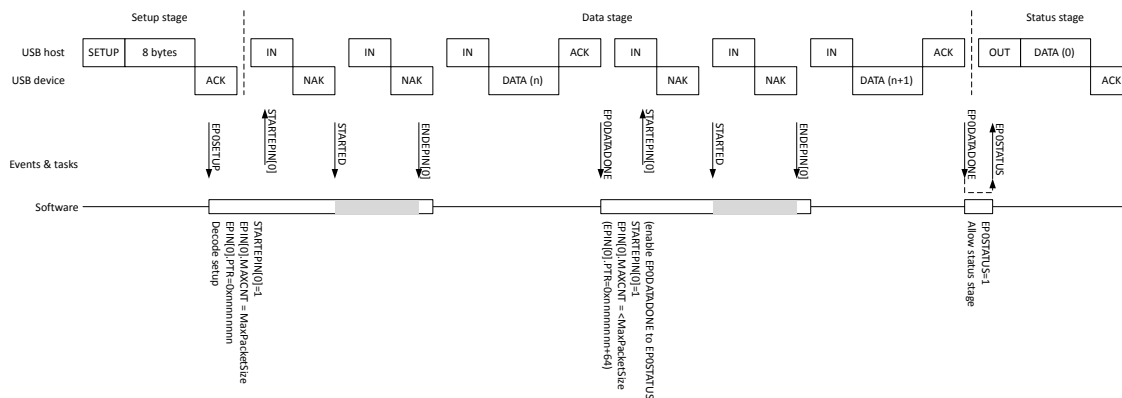 Setup stage
Data stage
Status stage
USB host
SETUP
8 bytes
IN
IN
IN
ACK
IN
IN
IN
ACK
OUT
DATA (0)
USB device
ACK
NAK
NAK
DATA (n)
NAK
NAK
DATA (n+1)
ACK
Events & tasks
EP0SETUP
STARTEPIN[0]
STARTED
ENDEPIN[0]
EP0DATADONE
STARTEPIN[0]
STARTED
ENDEPIN[0]
EP0DATADONE
EP0STATUS
Software
STARTEPIN[0]=1
EPIN[0].MAXCNT = MaxPacketSize
EPIN[0].PTR=0xnnnnnnnn
Decode setup
(enable EP0DATADONE to EP0STATUS
STARTEPIN[0]=1
EPIN[0].MAXCNT = <MaxPacketSize
(EPIN[0].PTR=0xnnnnnnnn+64)
EP0STATUS=1
Allow status stage